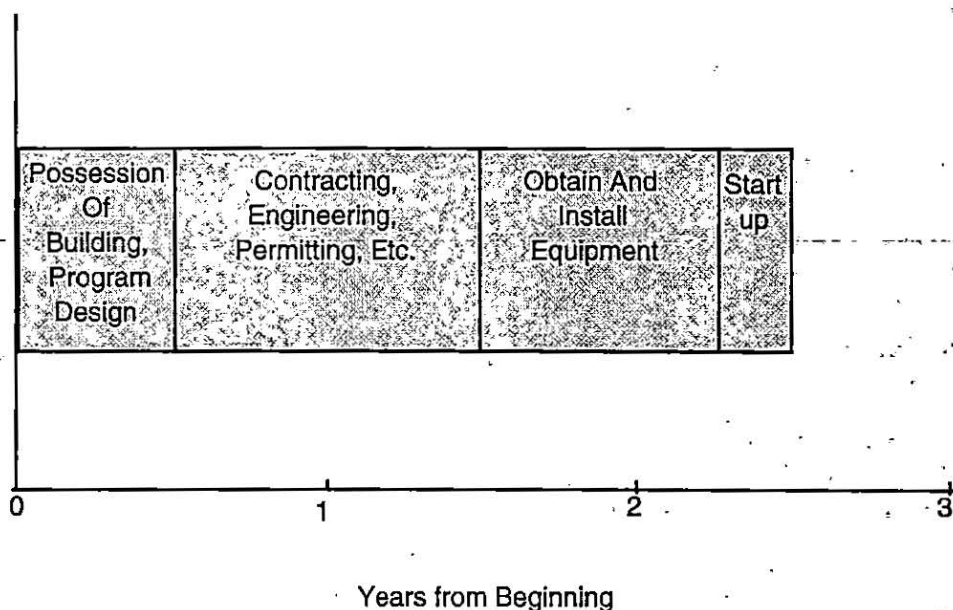 Possession
Of
Building,
Program
Design
Contracting,
Engineering,
Permitting, Etc.
Obtain And
Install
Equipment
Start
up
0
1
2
3
Years from Beginning